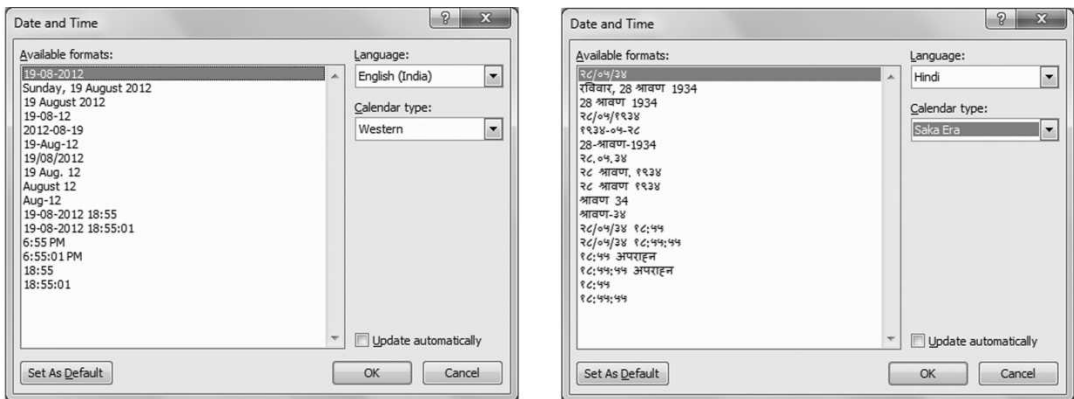 Date and Time
Available formats:
19-08-2012
Sunday, 19 August 2012
19 August 2012
19-08-12
2012-08-19
19-Aug-12
19/08/2012
19 Aug. 12
August 12
Aug-12
19-08-2012 18:55
19-08-2012 18:55:01
6:55 PM
6:55:01 PM
18:55
18:55:01
Language:
English (India)
Calendar type:
Western
Update automatically
Set As Default
OK
Cancel
Date and Time
Available formats:
२८/०५/३४
रविवार, 28 श्रावण 1934
28 श्रावण 1934
२८/०५/१९३४
१९३४-०५-२८
28-श्रावण-1934
२८.०५.३४
२८ श्रावण. १९३४
२८ श्रावण १९३४
श्रावण 34
श्रावण-३४
२८/०५/३४ १८:५५
२८/०५/३४ १८:५५:५५
१८:५५ अपराह्न
१८:५५:५५ अपराह्न
१८:५५
१८:५५:५५
Language:
Hindi
Calendar type:
Saka Era
Update automatically
Set As Default
OK
Cancel